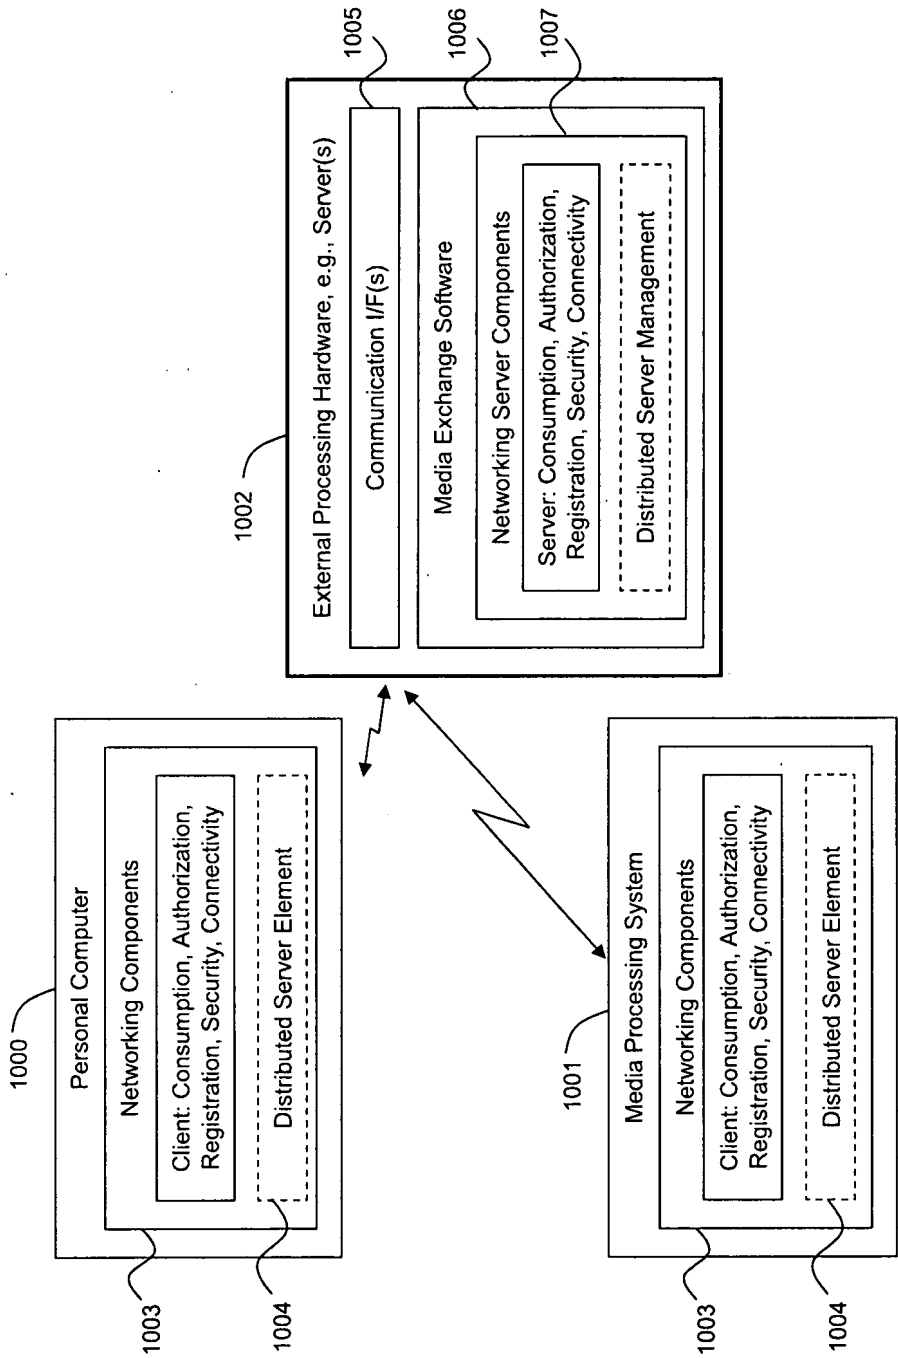 1000
Personal Computer
Networking Components
Client: Consumption, Authorization,
Registration, Security, Connectivity
Distributed Server Element
1003
1004
1002
External Processing Hardware, e.g., Server(s)
Communication I/F(s)
Media Exchange Software
Networking Server Components
Server: Consumption, Authorization,
Registration, Security, Connectivity
Distributed Server Management
1005
1006
1007
1001
Media Processing System
Networking Components
Client: Consumption, Authorization,
Registration, Security, Connectivity
Distributed Server Element
1003
1004